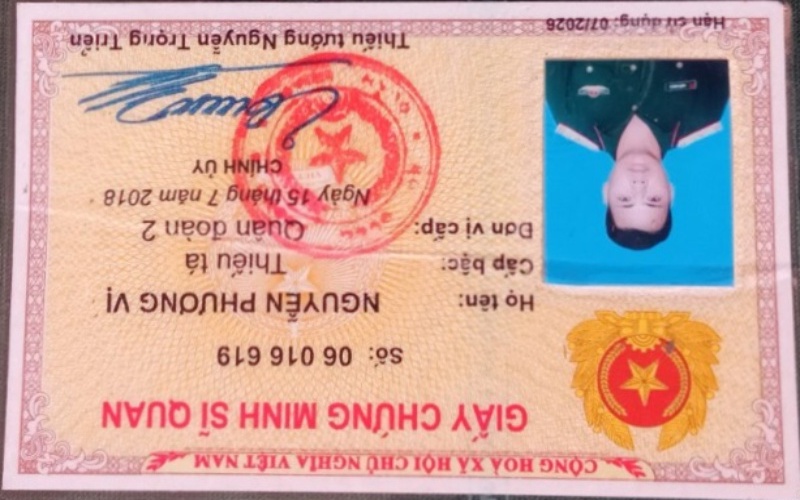 CỘNG HOÀ XÃ HỘI CHỦ NGHĨA VIỆT NAM
GIẤY CHỨNG MINH SĨ QUAN
Số: 06 016 619
Họ tên: NGUYỄN PHƯƠNG VỊ
Cấp bậc: Thiếu tá
Đơn vị cấp: Quân đoàn 2
Ngày 15 tháng 7 năm 2018
CHÍNH ỦY
Thiếu tướng Nguyễn Trọng Triển
Hạn sử dụng: 07/2026